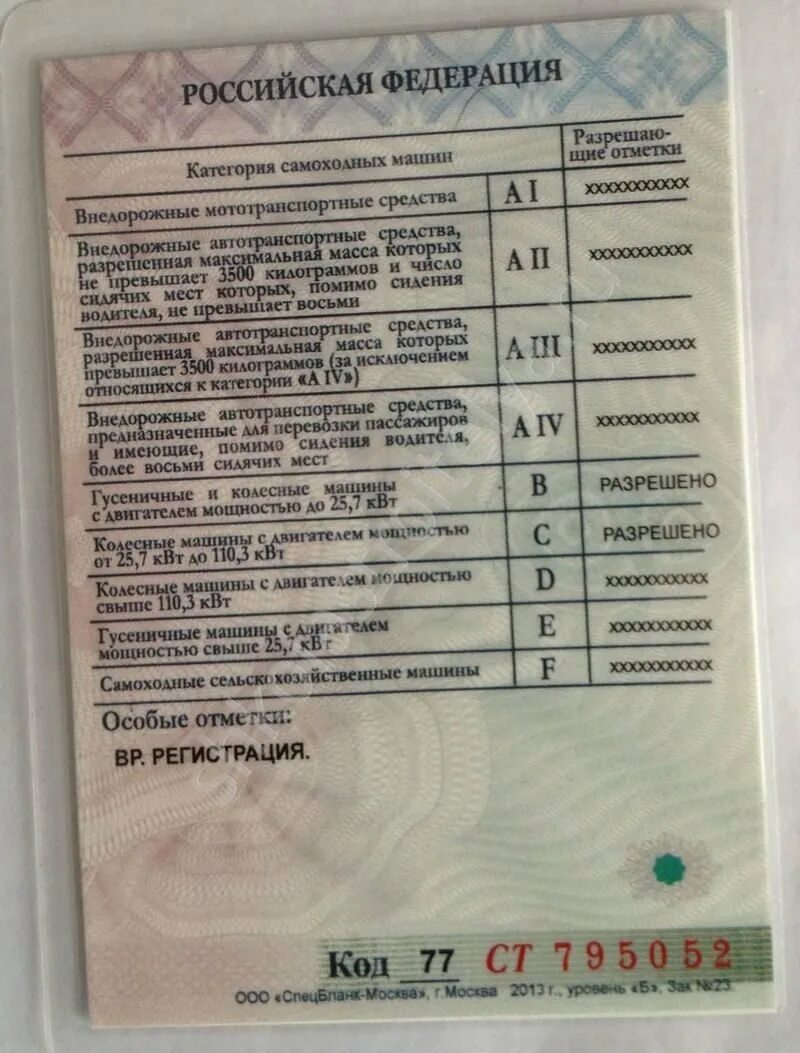 РОССИЙСКАЯ ФЕДЕРАЦИЯ
Категория самоходных машин
Разрешаю-
щие отметки
Внедорожные мототранспортные средства
A I
xxxxxxxxxxx
Внедорожные автотранспортные средства,
разрешенная максимальная масса которых
не превышает 3500 килограммов и число
сидячих мест которых, помимо сидения
водителя, не превышает восьми
A II
xxxxxxxxxxx
Внедорожные автотранспортные средства,
разрешенная максимальная масса которых
превышает 3500 килограммов (за исключением
относящихся к категории «A IV»)
A III
xxxxxxxxxxx
Внедорожные автотранспортные средства,
предназначенные для перевозки пассажиров
и имеющие, помимо сидения водителя,
более восьми сидячих мест
A IV
xxxxxxxxxxx
Гусеничные и колесные машины
с двигателем мощностью до 25,7 кВт
B
РАЗРЕШЕНО
Колесные машины с двигателем мощностью
от 25,7 кВт до 110,3 кВт
C
РАЗРЕШЕНО
Колесные машины с двигателем мощностью
свыше 110,3 кВт
D
xxxxxxxxxxx
Гусеничные машины с двигателем
мощностью свыше 25,7 кВт
E
xxxxxxxxxxx
Самоходные сельскохозяйственные машины
F
xxxxxxxxxxx
Особые отметки:
ВР. РЕГИСТРАЦИЯ.
Код 77 СТ 795052
ООО «СпецБланк-Москва», г.Москва 2013 г., уровень «Б», Зак №23